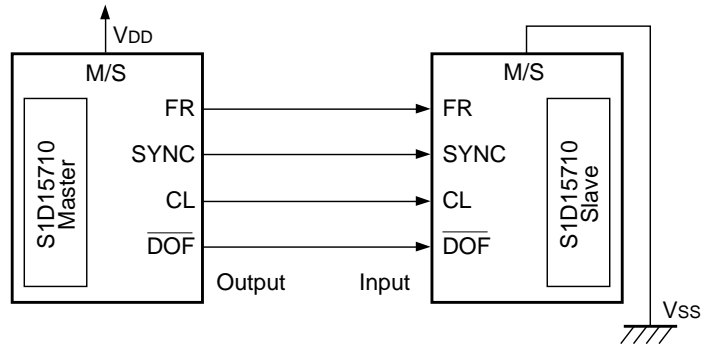 VDD
M/S
M/S
FR
FR
SYNC
SYNC
CL
CL
DOF
DOF
S1D15710
Master
S1D15710
Slave
Output
Input
VSS